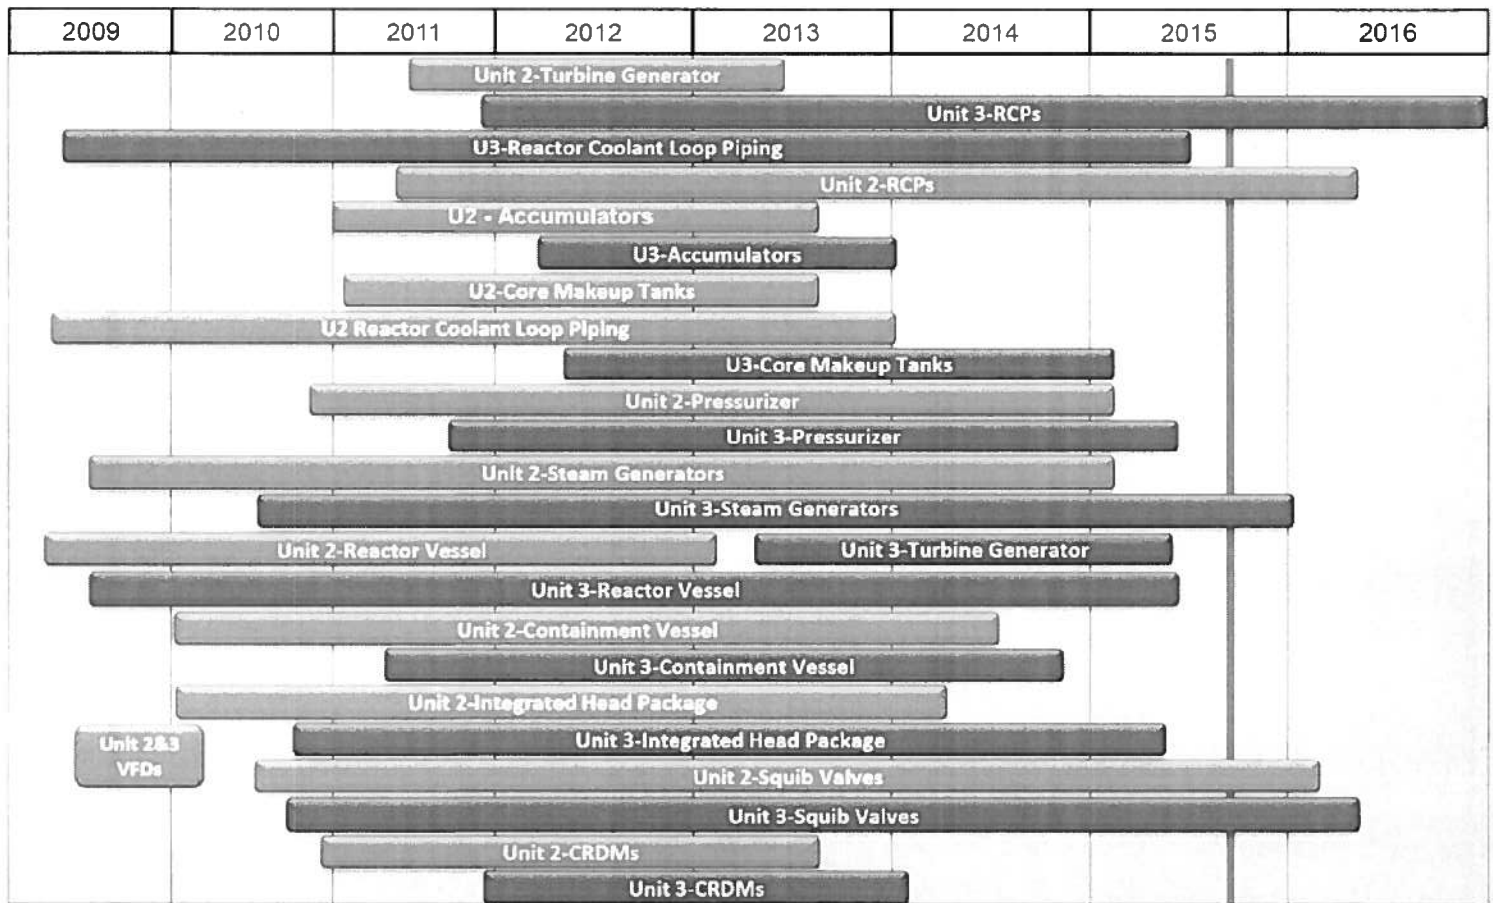 2009 2010 2011 2012 2013 2014 2015 2016
Unit 2-Turbine Generator
Unit 3-RCPs
U3-Reactor Coolant Loop Piping
Unit 2-RCPs
U2 - Accumulators
U3-Accumulators
U2-Core Makeup Tanks
U2 Reactor Coolant Loop Piping
U3-Core Makeup Tanks
Unit 2-Pressurizer
Unit 3-Pressurizer
Unit 2-Steam Generators
Unit 3-Steam Generators
Unit 2-Reactor Vessel Unit 3-Turbine Generator
Unit 3-Reactor Vessel
Unit 2-Containment Vessel
Unit 3-Containment Vessel
Unit 2-Integrated Head Package
Unit 2&3
VFDs
Unit 3-Integrated Head Package
Unit 2-Squib Valves
Unit 3-Squib Valves
Unit 2-CRDMs
Unit 3-CRDMs